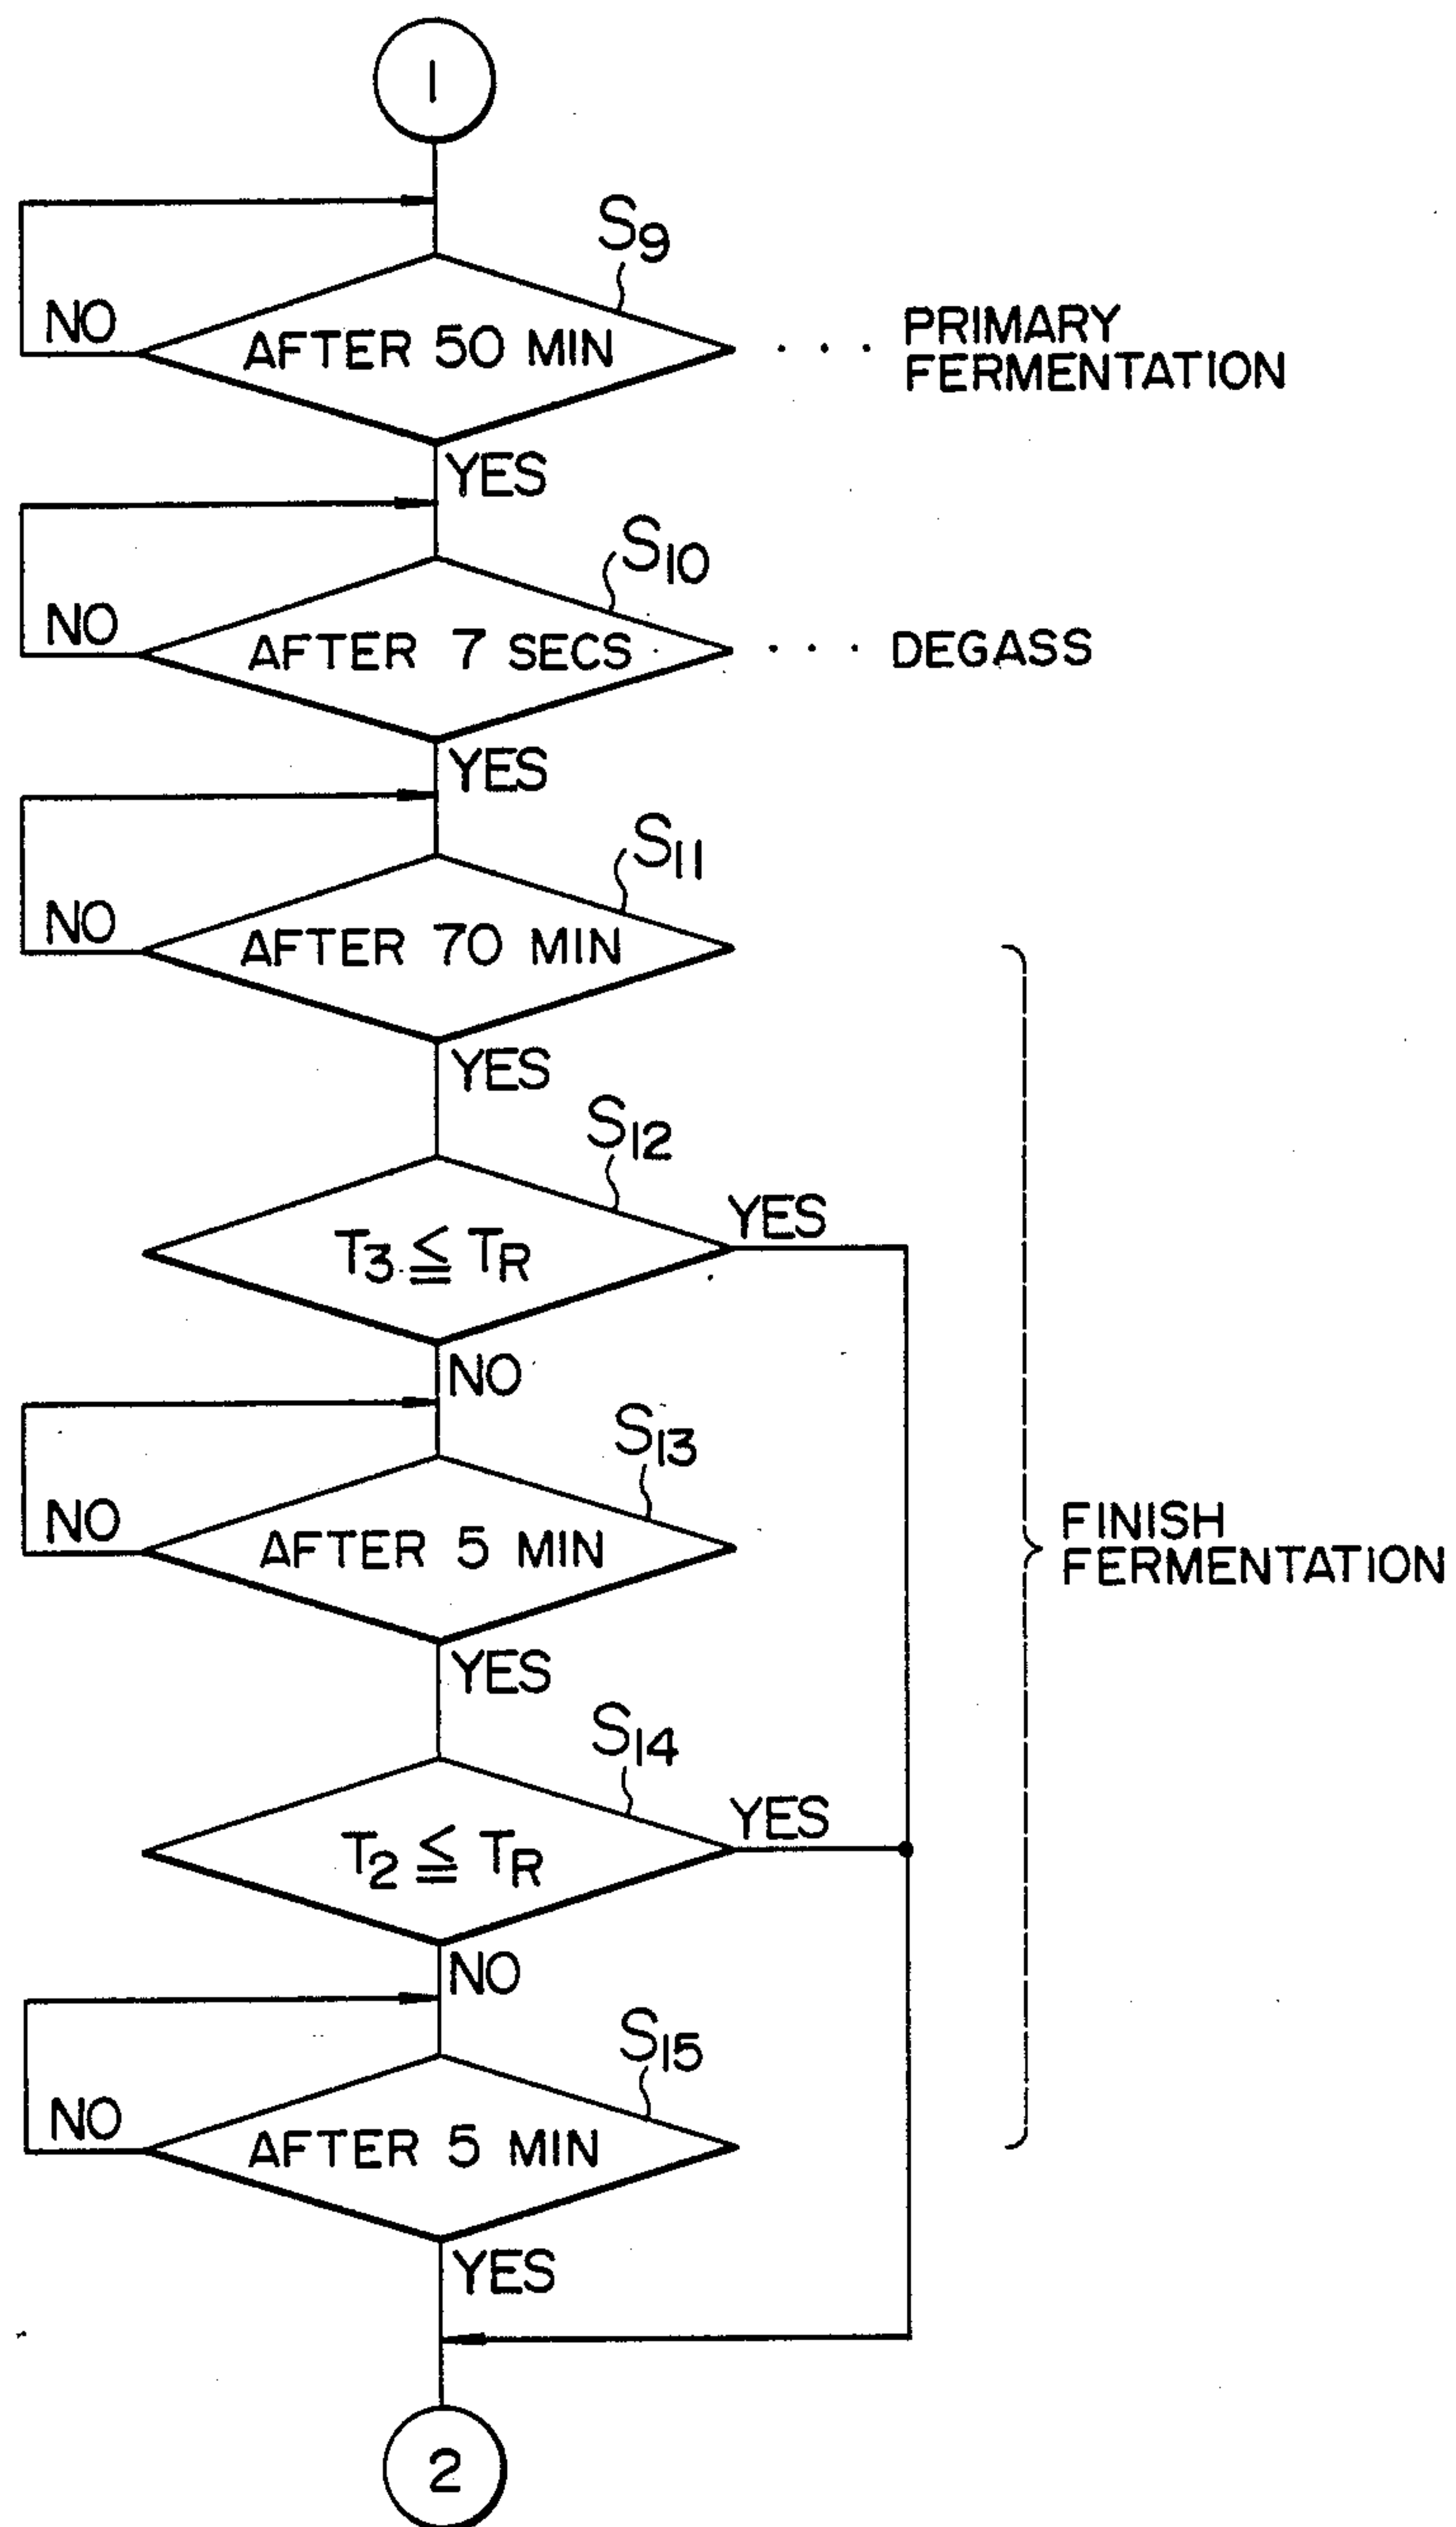 1
S9
NO
AFTER 50 MIN
PRIMARY
FERMENTATION
YES
S10
NO
AFTER 7 SECS
DEGASS
YES
S11
NO
AFTER 70 MIN
YES
S12
T3 ≦ TR
YES
NO
S13
NO
AFTER 5 MIN
FINISH
FERMENTATION
YES
S14
T2 ≦ TR
YES
NO
S15
NO
AFTER 5 MIN
YES
2